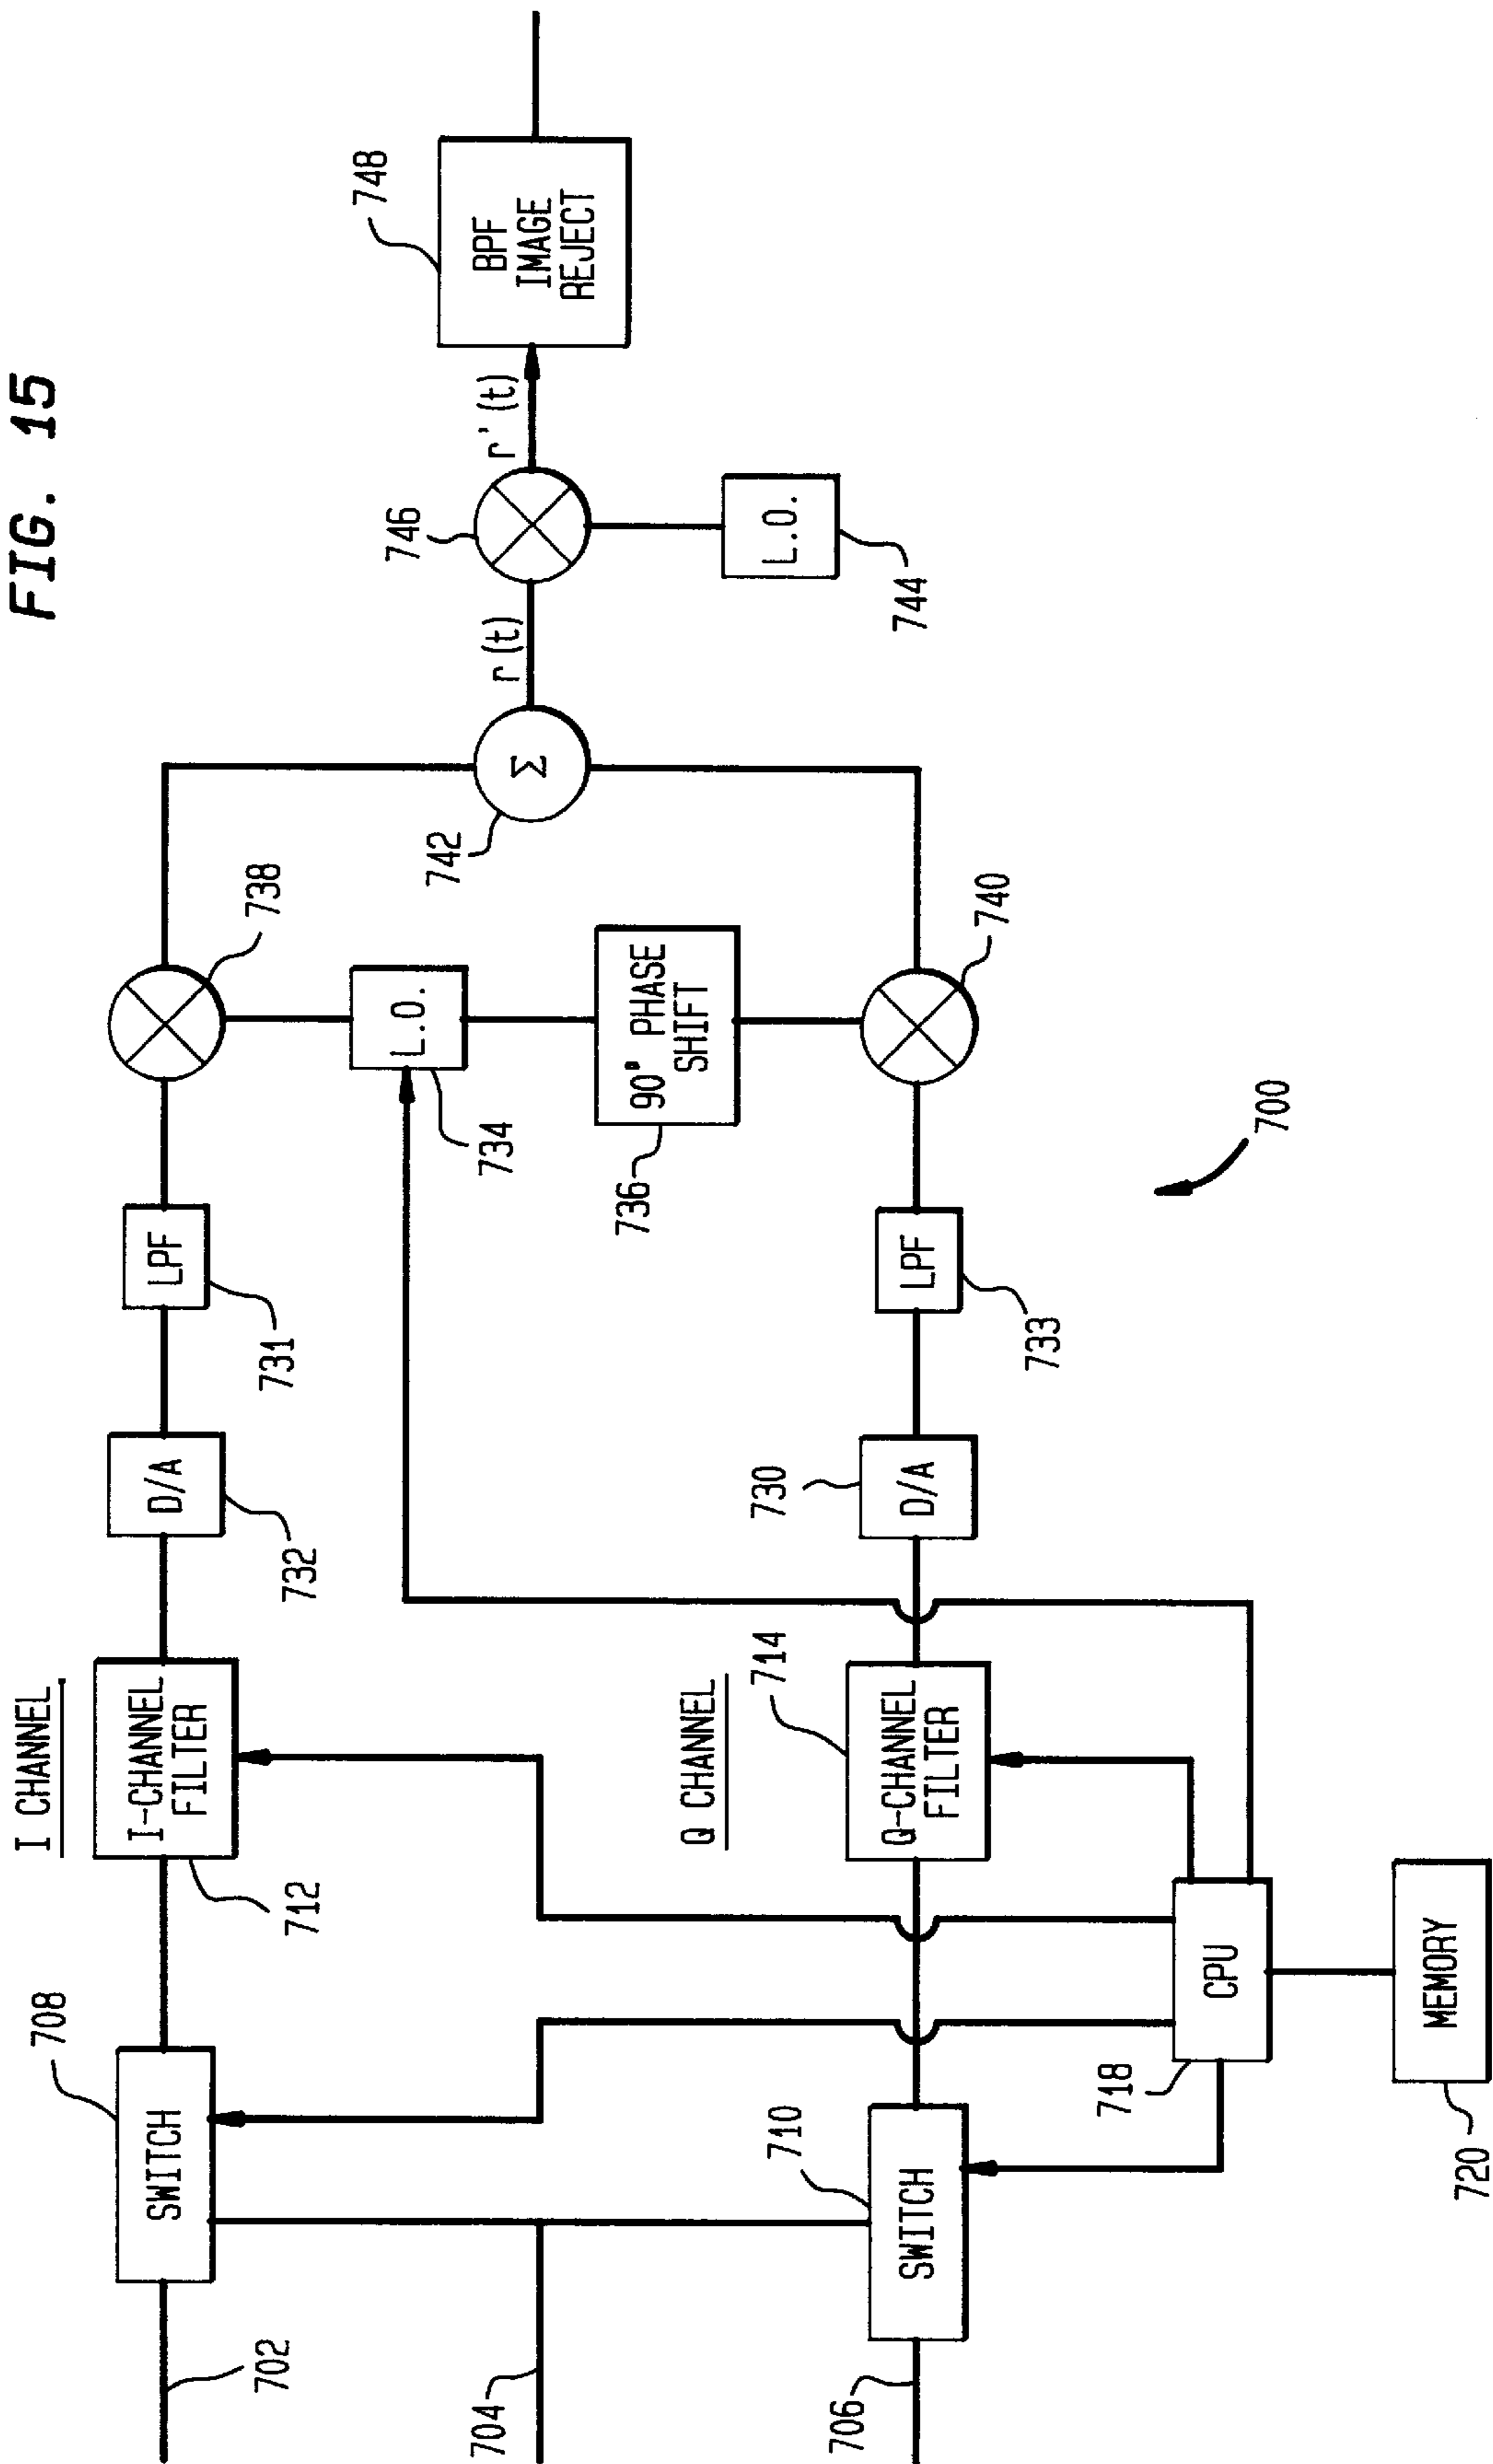 FIG. 15
I CHANNEL
702
SWITCH
708
I-CHANNEL
FILTER
712
D/A
732
LPF
731
738
704
L.O.
734
90° PHASE
SHIFT
736
Σ
742
r(t)
746
r'(t)
L.O.
744
BPF
IMAGE
REJECT
748
Q CHANNEL
706
SWITCH
710
Q-CHANNEL
FILTER
714
D/A
730
LPF
733
740
CPU
718
MEMORY
720
700